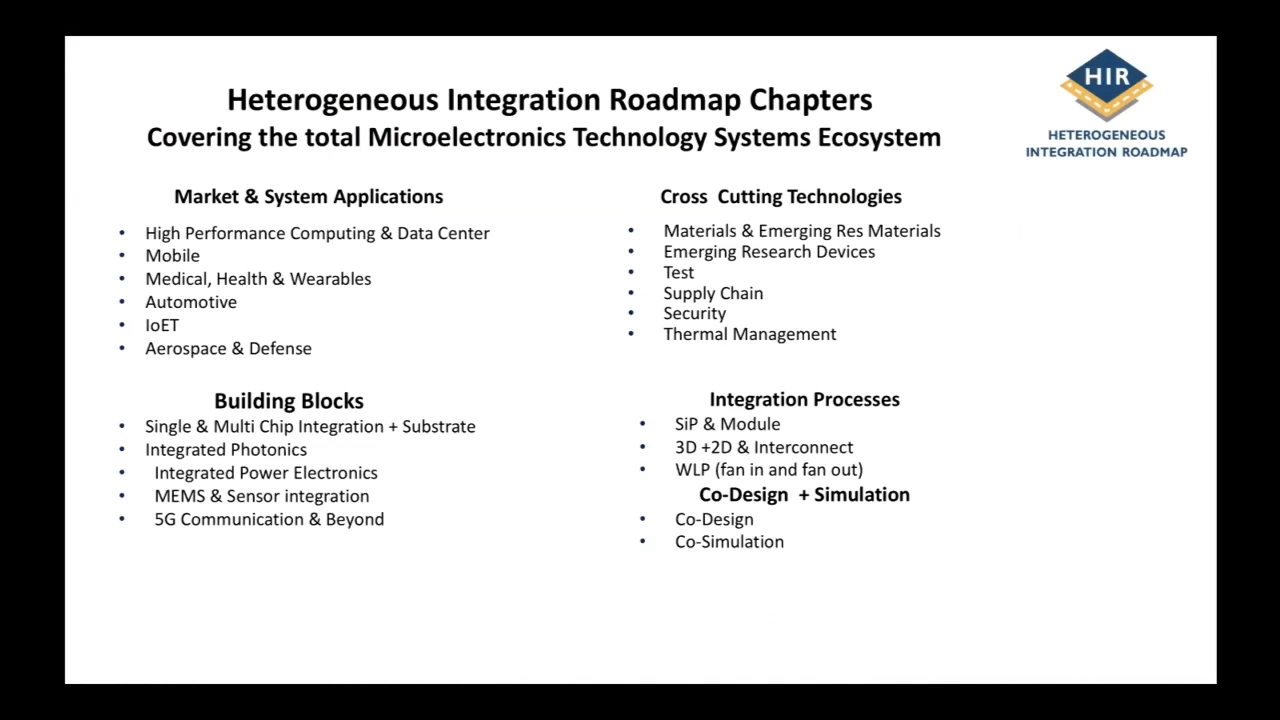 Heterogeneous Integration Roadmap Chapters
Covering the total Microelectronics Technology Systems Ecosystem
HIR
HETEROGENEOUS
INTEGRATION ROADMAP
Market & System Applications
• High Performance Computing & Data Center
• Mobile
• Medical, Health & Wearables
• Automotive
• IoET
• Aerospace & Defense
Cross Cutting Technologies
• Materials & Emerging Res Materials
• Emerging Research Devices
• Test
• Supply Chain
• Security
• Thermal Management
Building Blocks
• Single & Multi Chip Integration + Substrate
• Integrated Photonics
• Integrated Power Electronics
• MEMS & Sensor integration
• 5G Communication & Beyond
Integration Processes
• SiP & Module
• 3D +2D & Interconnect
• WLP (fan in and fan out)
Co-Design + Simulation
• Co-Design
• Co-Simulation